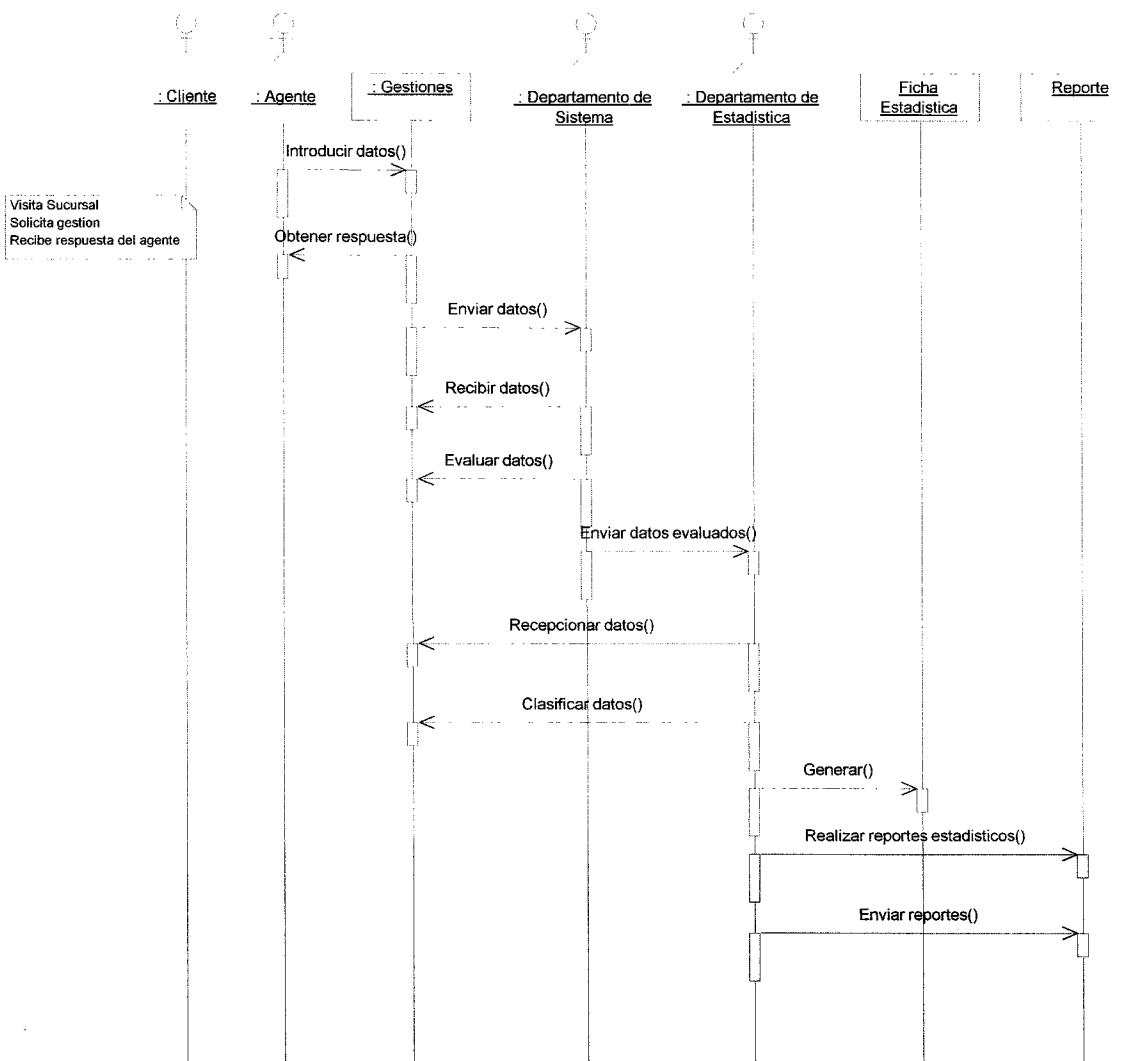 : Cliente
: Agente
: Gestiones
: Departamento de
Sistema
: Departamento de
Estadistica
Ficha
Estadistica
Reporte
Introducir datos()
Visita Sucursal
Solicita gestion
Recibe respuesta del agente
Obtener respuesta()
Enviar datos()
Recibir datos()
Evaluar datos()
Enviar datos evaluados()
Recepcionar datos()
Clasificar datos()
Generar()
Realizar reportes estadisticos()
Enviar reportes()